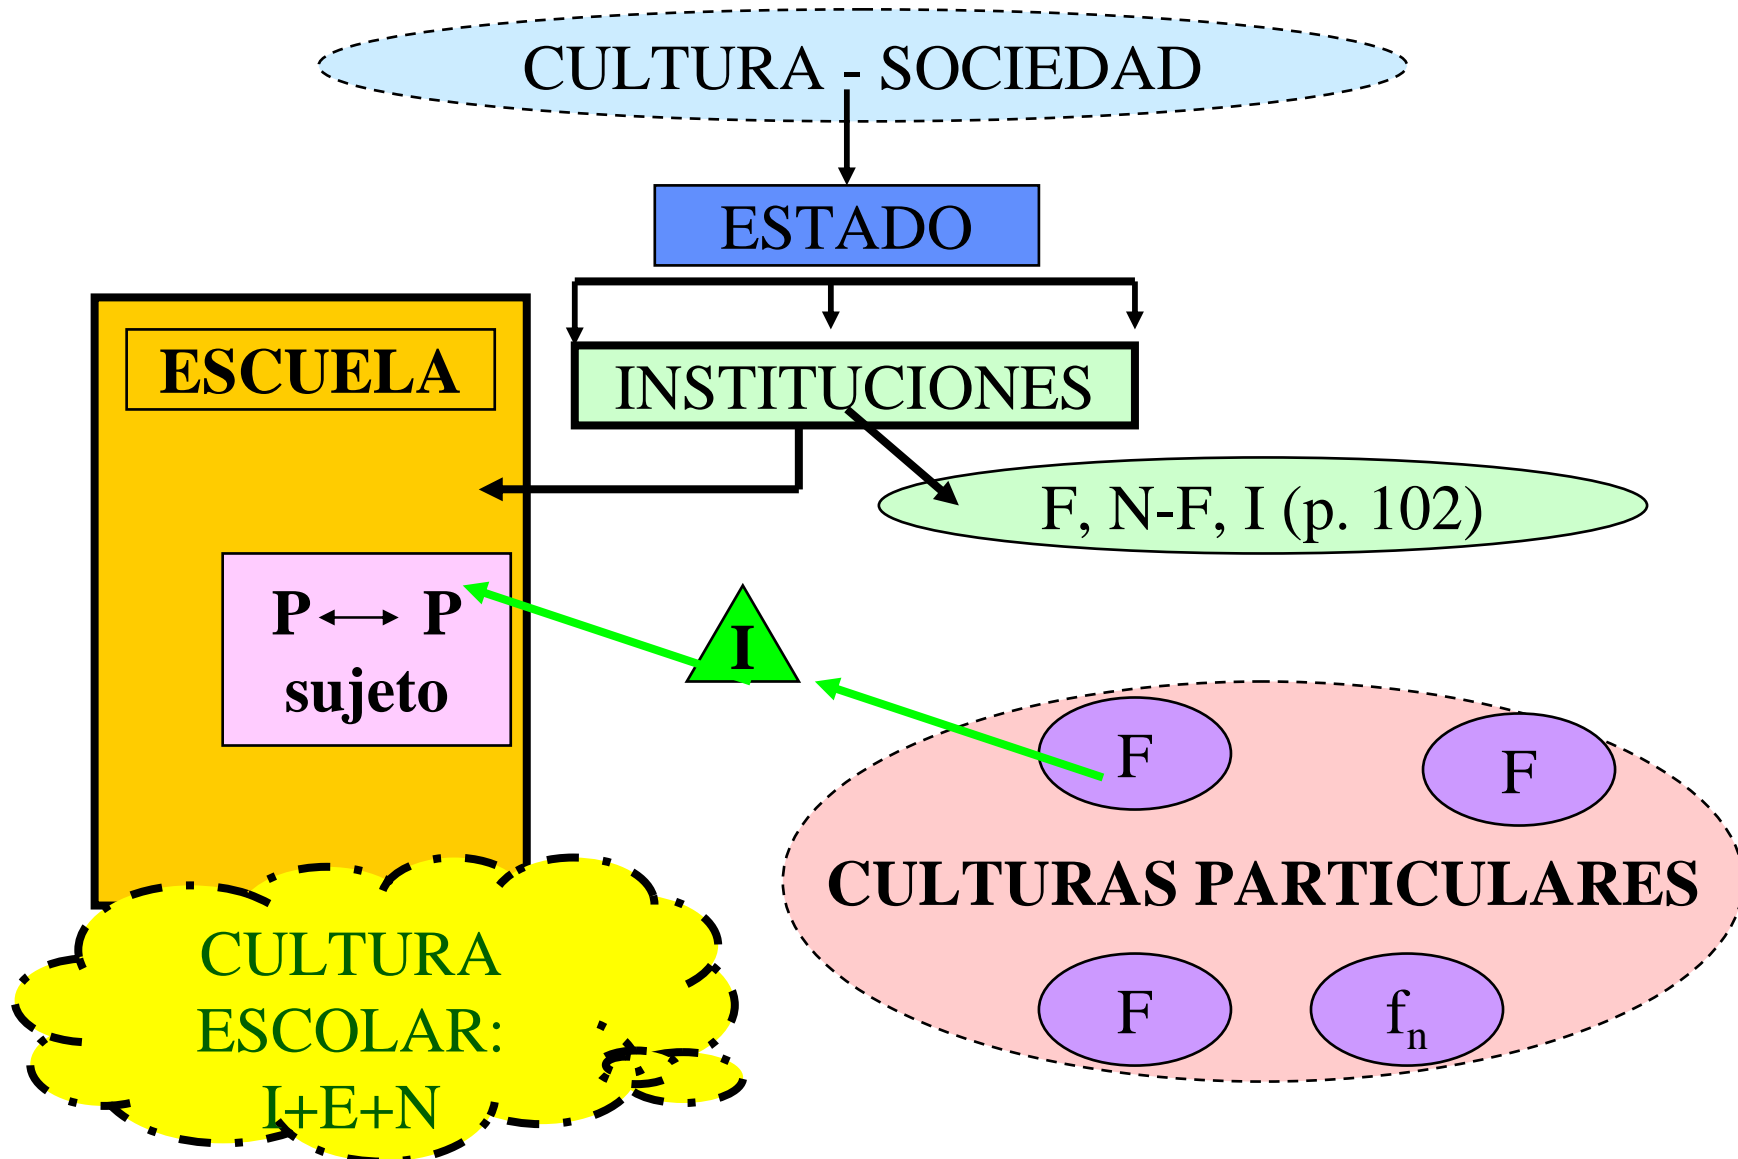 CULTURA - SOCIEDAD
ESTADO
ESCUELA
INSTITUCIONES
F, N-F, I (p. 102)
P P
sujeto
I
F
F
CULTURAS PARTICULARES
F
fn
CULTURA
ESCOLAR:
I+E+N